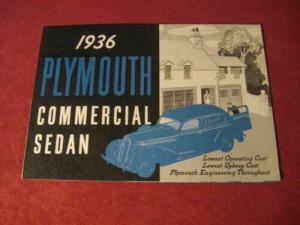 1936
PLYMOUTH
COMMERCIAL
SEDAN
Lowest Operating Cost
Lowest Upkeep Cost
Plymouth Engineering Throughout